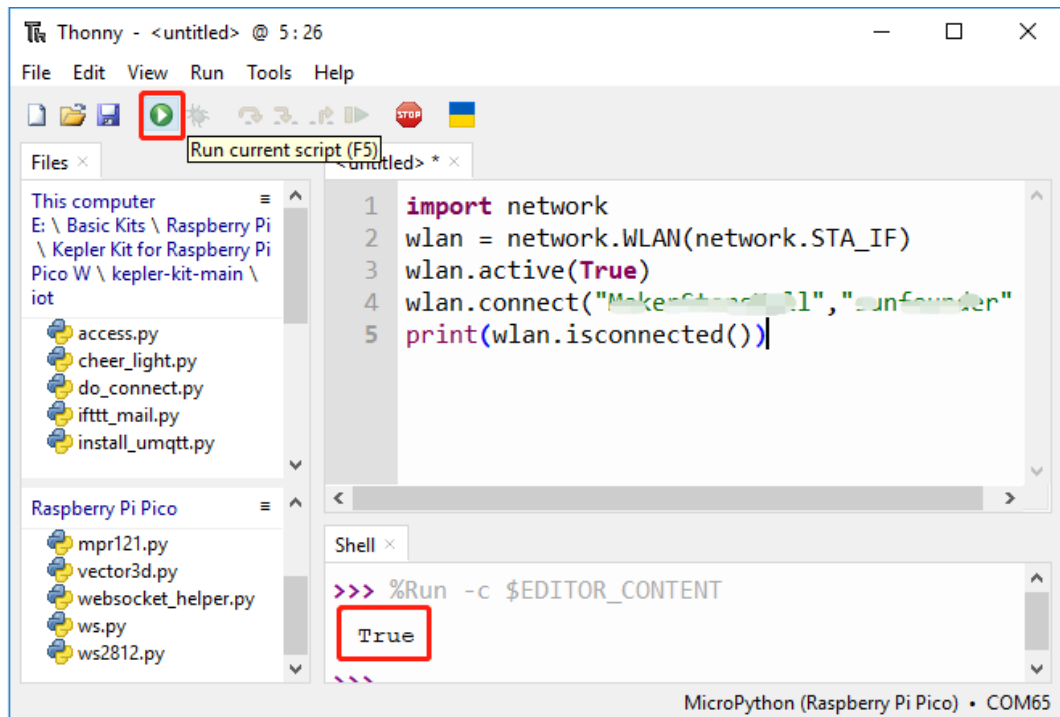 Thonny - <untitled> @ 5:26
File Edit View Run Tools Help
STOP
Run current script (F5)
Files
<untitled> *
This computer
E: \ Basic Kits \ Raspberry Pi
\ Kepler Kit for Raspberry Pi
Pico W \ kepler-kit-main \
iot
access.py
cheer_light.py
do_connect.py
ifttt_mail.py
install_umqtt.py
Raspberry Pi Pico
mpr121.py
vector3d.py
websocket_helper.py
ws.py
ws2812.py
1 import network
2 wlan = network.WLAN(network.STA_IF)
3 wlan.active(True)
4 wlan.connect("
5 print(wlan.isconnected())
Shell
>>> %Run -c $EDITOR_CONTENT
True
>>>
MicroPython (Raspberry Pi Pico) • COM65